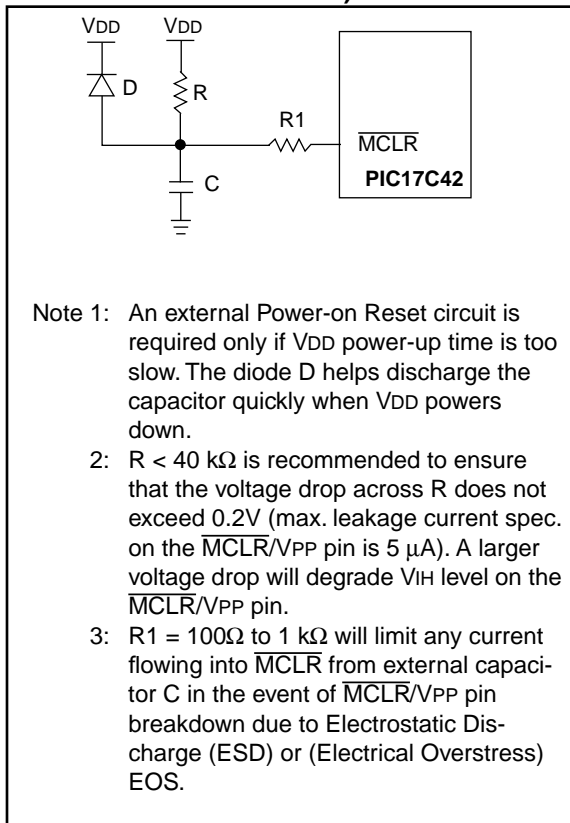 VDD VDD
D
R
R1
MCLR
PIC17C42
C
Note 1: An external Power-on Reset circuit is
required only if VDD power-up time is too
slow. The diode D helps discharge the
capacitor quickly when VDD powers
down.
2: R < 40 kΩ is recommended to ensure
that the voltage drop across R does not
exceed 0.2V (max. leakage current spec.
on the MCLR/VPP pin is 5 μA). A larger
voltage drop will degrade VIH level on the
MCLR/VPP pin.
3: R1 = 100Ω to 1 kΩ will limit any current
flowing into MCLR from external capaci-
tor C in the event of MCLR/VPP pin
breakdown due to Electrostatic Dis-
charge (ESD) or (Electrical Overstress)
EOS.